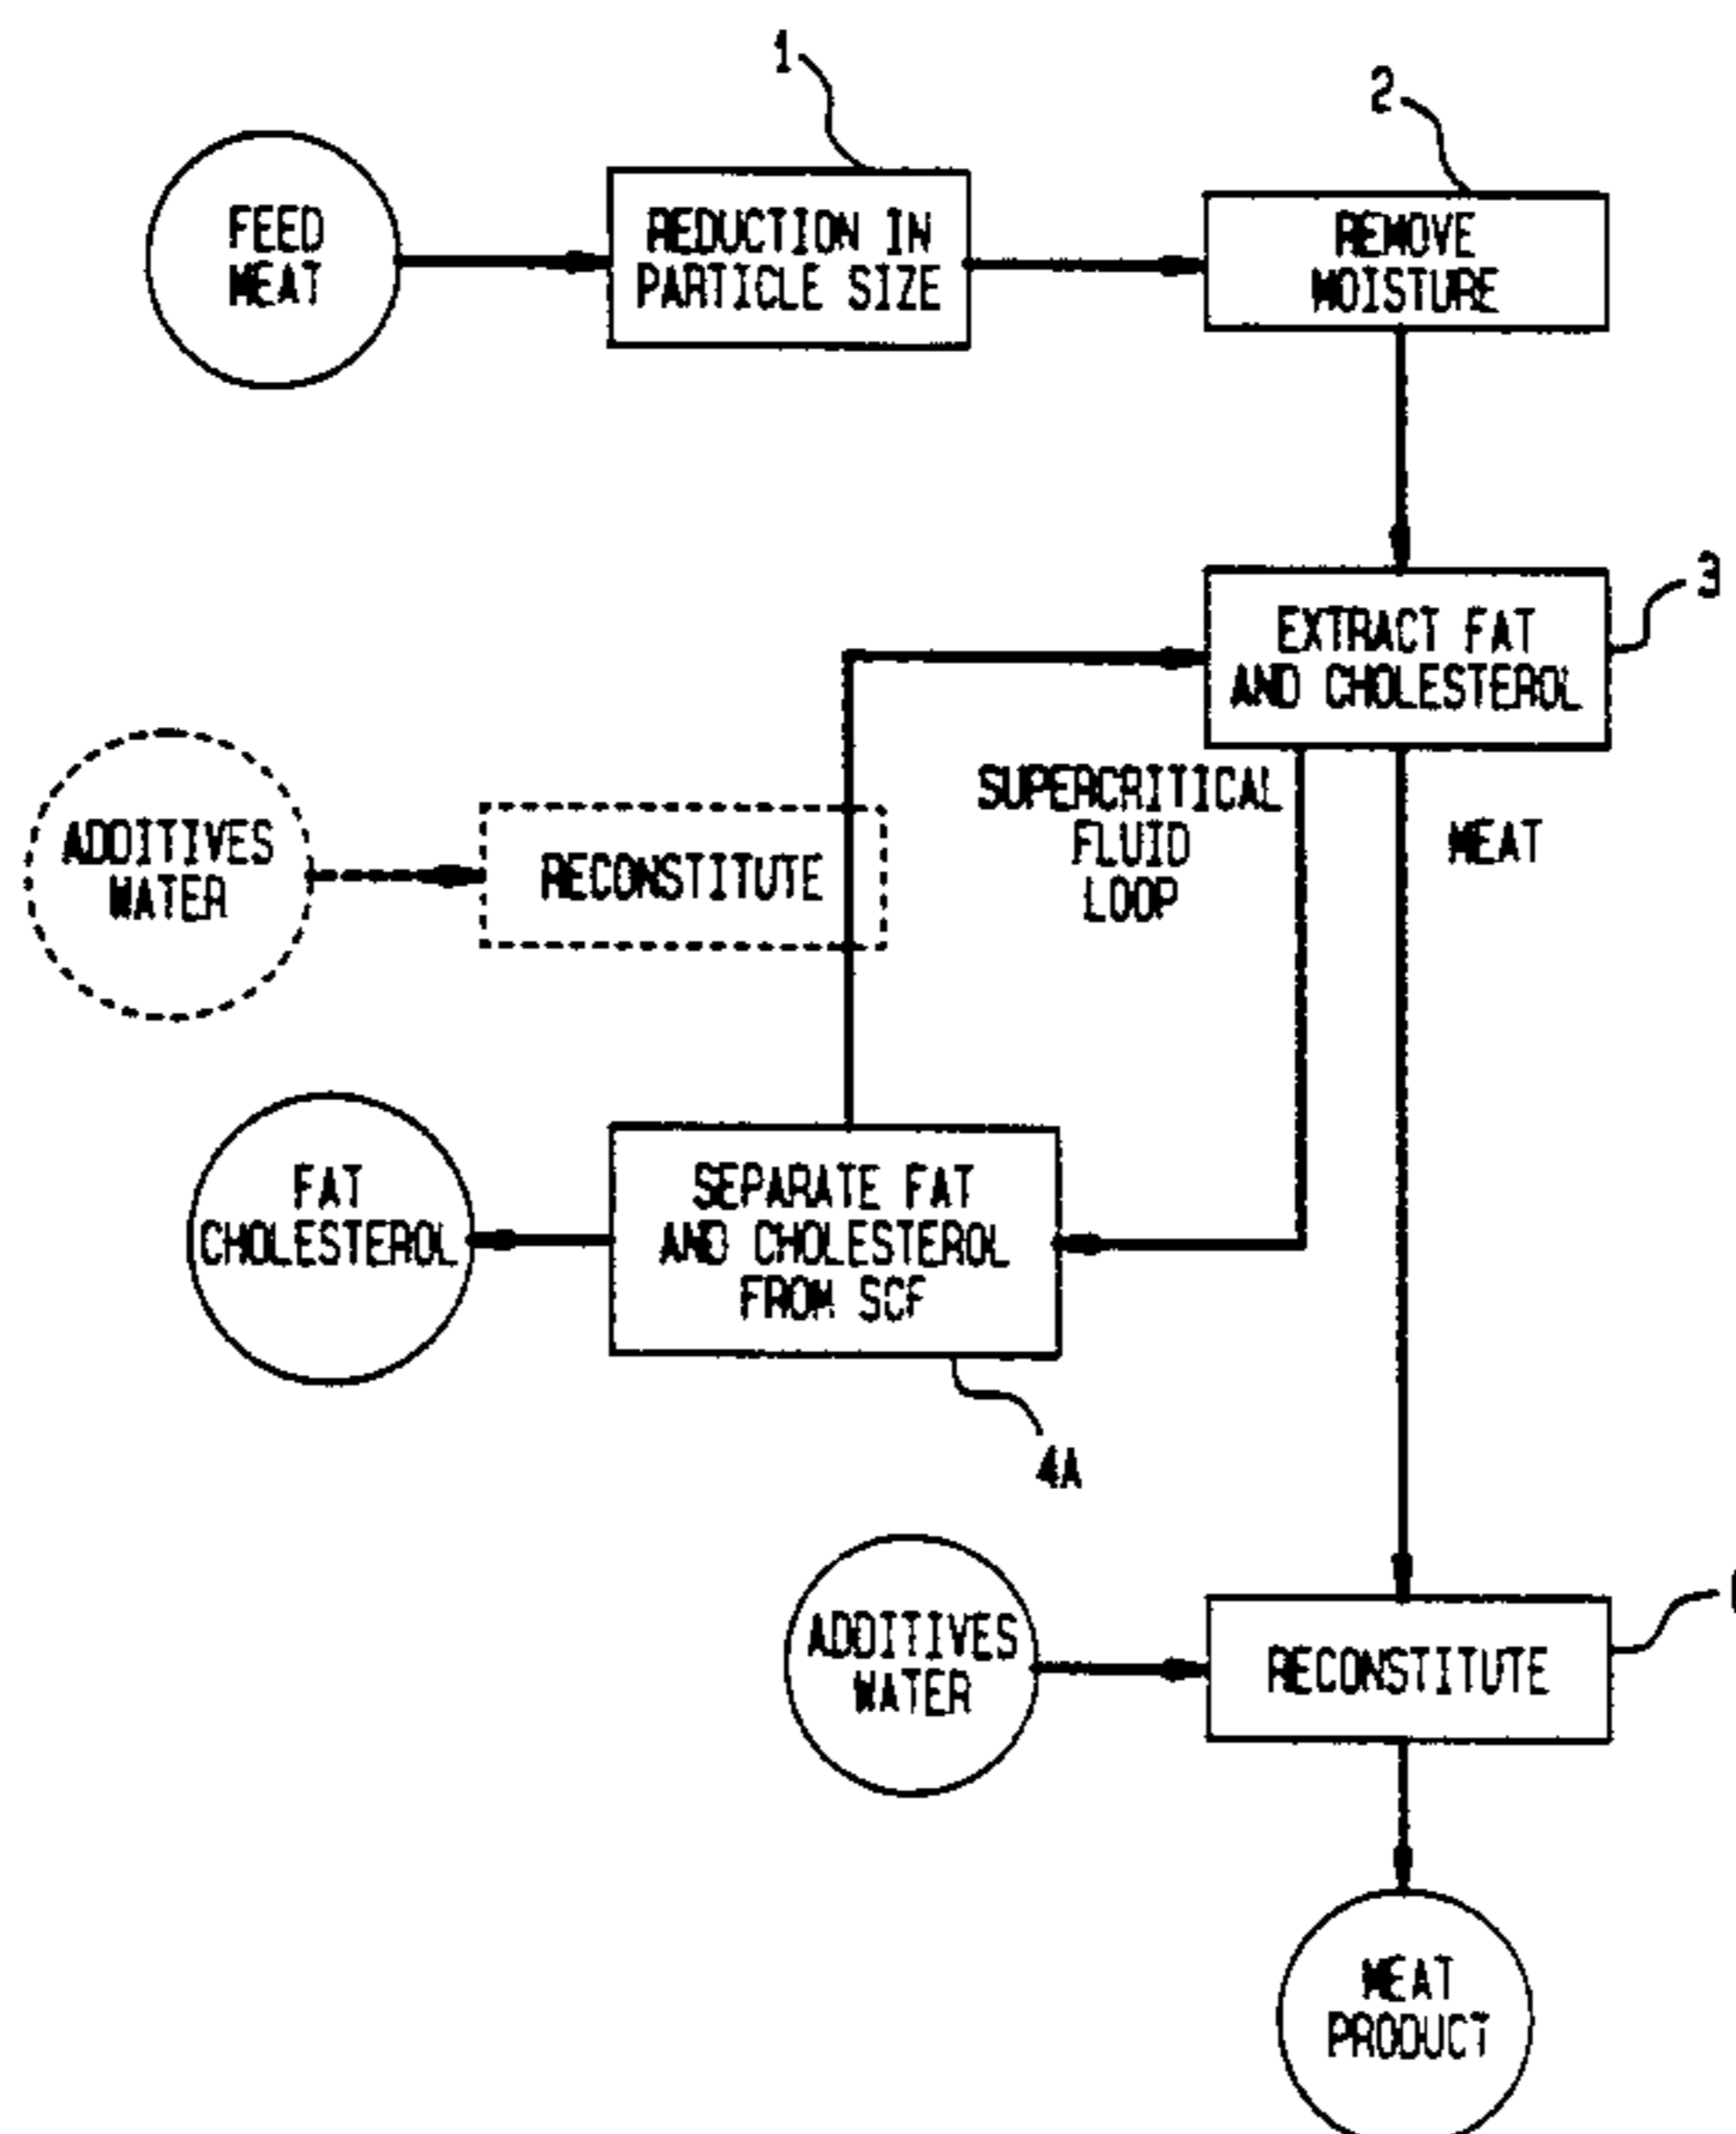 1
2
FEED
MEAT
REDUCTION IN
PARTICLE SIZE
REMOVE
MOISTURE
3
EXTRACT FAT
AND CHOLESTEROL
SUPERCRITICAL
FLUID
LOOP
MEAT
ADDITIVES
WATER
RECONSTITUTE
FAT
CHOLESTEROL
SEPARATE FAT
AND CHOLESTEROL
FROM SCF
4A
ADDITIVES
WATER
RECONSTITUTE
MEAT
PRODUCT